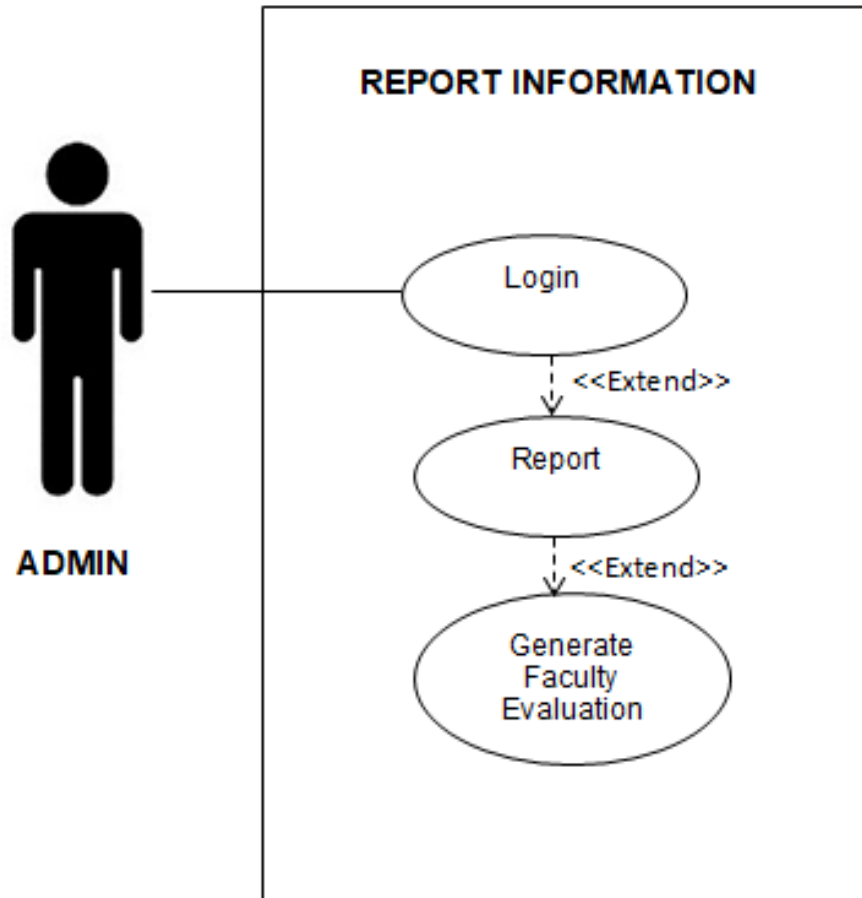 REPORT INFORMATION
Login
<<Extend>>
Report
<<Extend>>
ADMIN
Generate
Faculty
Evaluation